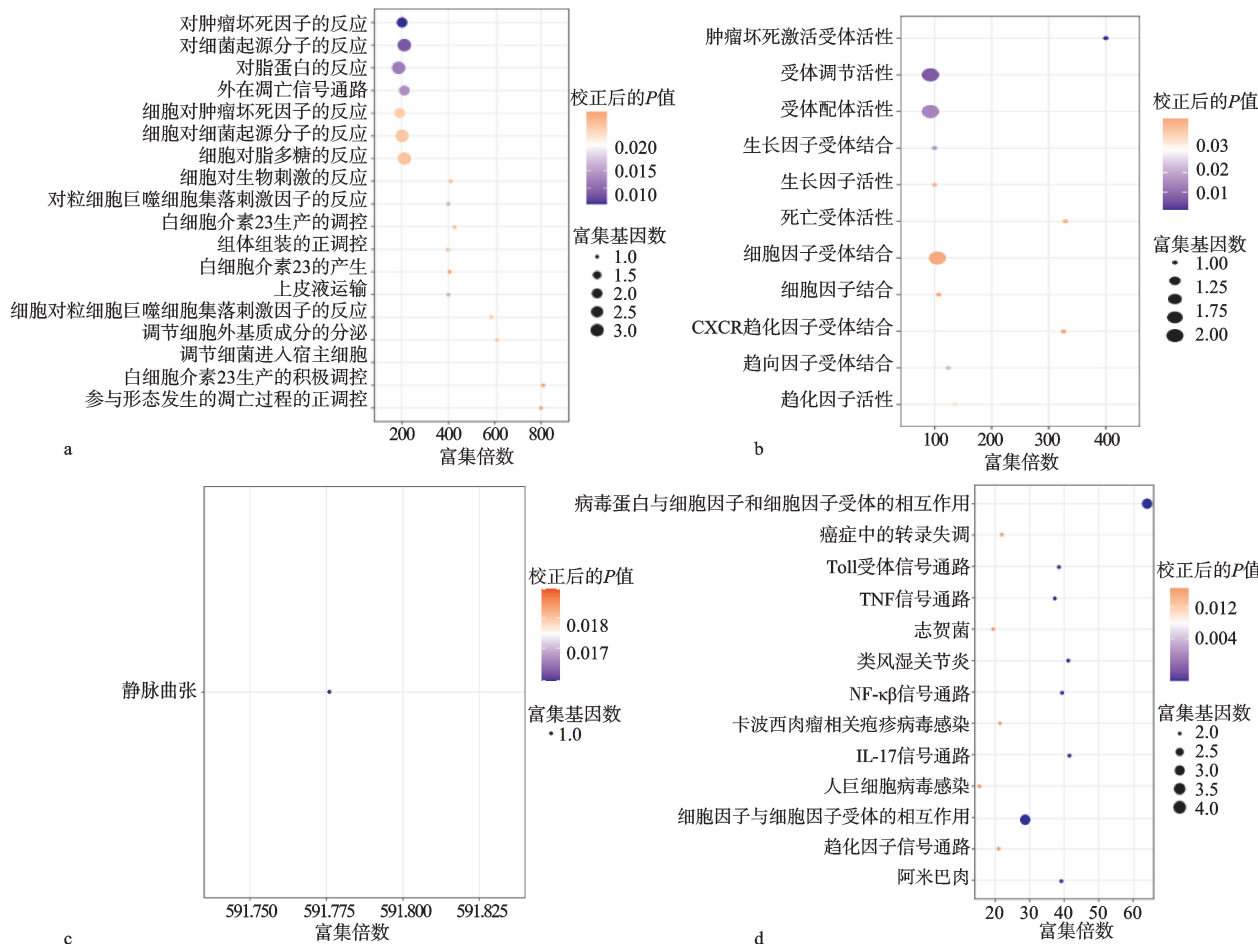 对肿瘤坏死因子的反应
对细菌起源分子的反应
对脂蛋白的反应
外在凋亡信号通路
细胞对肿瘤坏死因子的反应
细胞对细菌起源分子的反应
细胞对脂多糖的反应
细胞对生物刺激的反应
对粒细胞巨噬细胞集落刺激因子的反应
白细胞介素23生产的调控
组体组装的正调控
白细胞介素23的产生
上皮液运输
细胞对粒细胞巨噬细胞集落刺激因子的反应
调节细胞外基质成分的分泌
调节细菌进入宿主细胞
白细胞介素23生产的积极调控
参与形态发生的凋亡过程的正调控
200 400 600 800
富集倍数
校正后的P值
0.020
0.015
0.010
富集基因数
1.0
1.5
2.0
2.5
3.0
a
肿瘤坏死激活受体活性
受体调节活性
受体配体活性
生长因子受体结合
生长因子活性
死亡受体活性
细胞因子受体结合
细胞因子结合
CXCR趋化因子受体结合
趋向因子受体结合
趋化因子活性
100 200 300 400
富集倍数
校正后的P值
0.03
0.02
0.01
富集基因数
1.00
1.25
1.75
2.00
b
静脉曲张
591.750 591.775 591.800 591.825
富集倍数
校正后的P值
0.018
0.017
富集基因数
1.0
c
病毒蛋白与细胞因子和细胞因子受体的相互作用
癌症中的转录失调
Toll受体信号通路
TNF信号通路
志贺菌
类风湿关节炎
NF-κβ信号通路
卡波西肉瘤相关疱疹病毒感染
IL-17信号通路
人巨细胞病毒感染
细胞因子与细胞因子受体的相互作用
趋化因子信号通路
阿米巴肉
20 30 40 50 60
富集倍数
校正后的P值
0.012
0.004
富集基因数
2.0
2.5
3.0
3.5
4.0
d